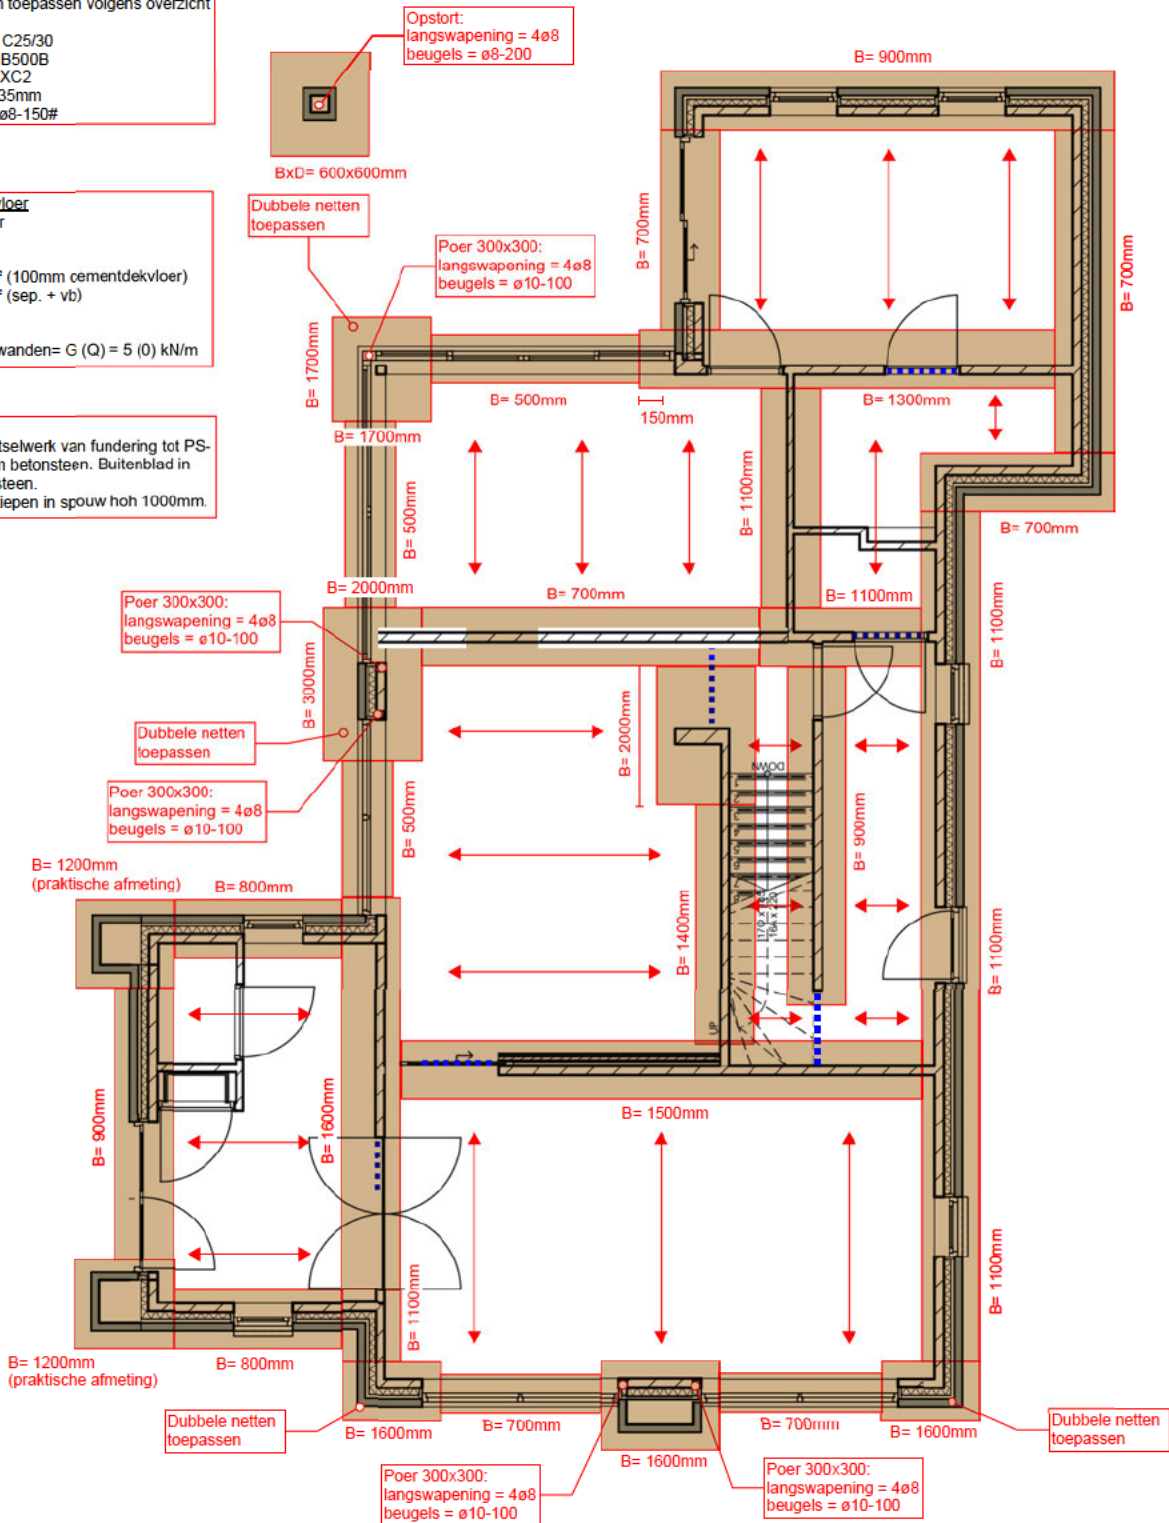 toepassen volgens overzicht
C25/30
B500B
XC2
35mm
ø8-150#
Opstort:
langswapening = 4ø8
beugels = ø8-200
BxD= 600x600mm
B= 900mm
vloer
(100mm cementdekvloer)
(sep. + vb)
wanden= G (Q) = 5 (0) kN/m
Dubbele netten
toepassen
Poer 300x300:
langswapening = 4ø8
beugels = ø10-100
B= 700mm
B= 700mm
B= 1700mm
B= 1700mm
B= 500mm
150mm
B= 1300mm
van fundering tot PS-
betonsteen. Buitenblad in
in spouw hoh 1000mm.
B= 500mm
B= 1100mm
B= 700mm
B= 2000mm
B= 700mm
B= 1100mm
B= 1100mm
Poer 300x300:
langswapening = 4ø8
beugels = ø10-100
B= 3000mm
Dubbele netten
toepassen
B= 2000mm
DOWN
Poer 300x300:
langswapening = 4ø8
beugels = ø10-100
B= 500mm
B= 900mm
B= 1200mm
(praktische afmeting)
B= 800mm
B= 1400mm
16x x 220
B= 1100mm
UP
B= 900mm
B= 1600mm
B= 1500mm
B= 1100mm
B= 1100mm
B= 1200mm
(praktische afmeting)
B= 800mm
Dubbele netten
toepassen
B= 1600mm
B= 700mm
B= 700mm
B= 1600mm
Dubbele netten
toepassen
B= 1600mm
Poer 300x300:
langswapening = 4ø8
beugels = ø10-100
Poer 300x300:
langswapening = 4ø8
beugels = ø10-100